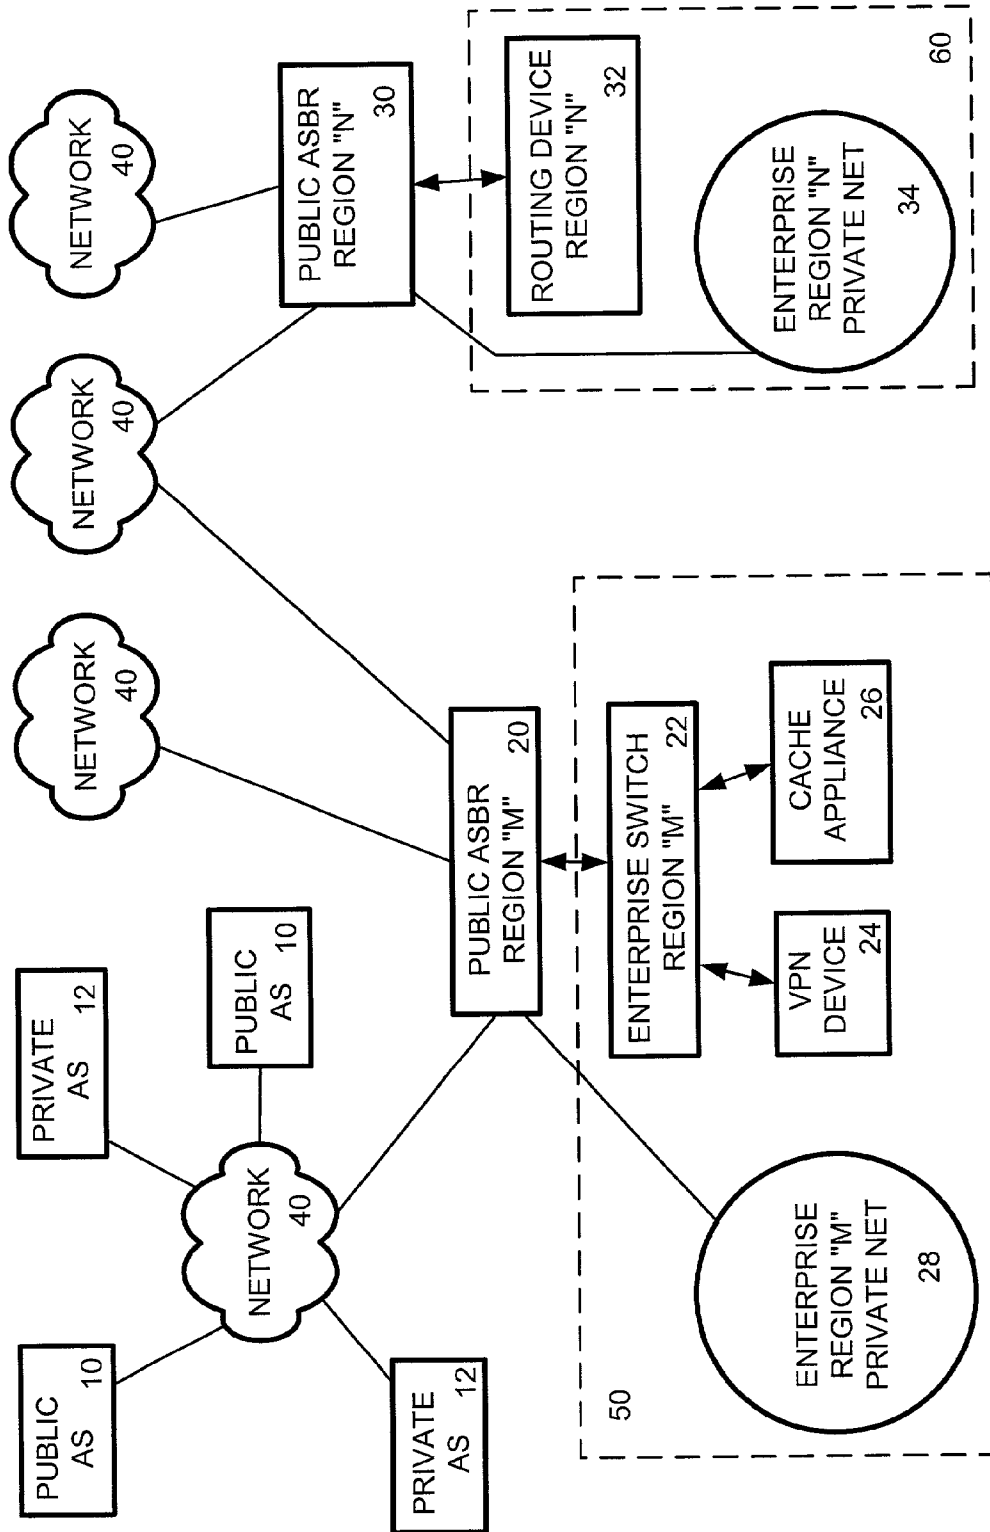 PUBLIC
AS
10
PRIVATE
AS
12
PRIVATE
AS
12
PUBLIC
AS
10
NETWORK
40
NETWORK
40
NETWORK
40
NETWORK
40
PUBLIC ASBR
REGION "M"
20
PUBLIC ASBR
REGION "N"
30
50
ENTERPRISE
REGION "M"
PRIVATE NET
28
ENTERPRISE SWITCH
REGION "M"
22
VPN
DEVICE
24
CACHE
APPLIANCE
26
ROUTING DEVICE
REGION "N"
32
ENTERPRISE
REGION "N"
PRIVATE NET
34
60